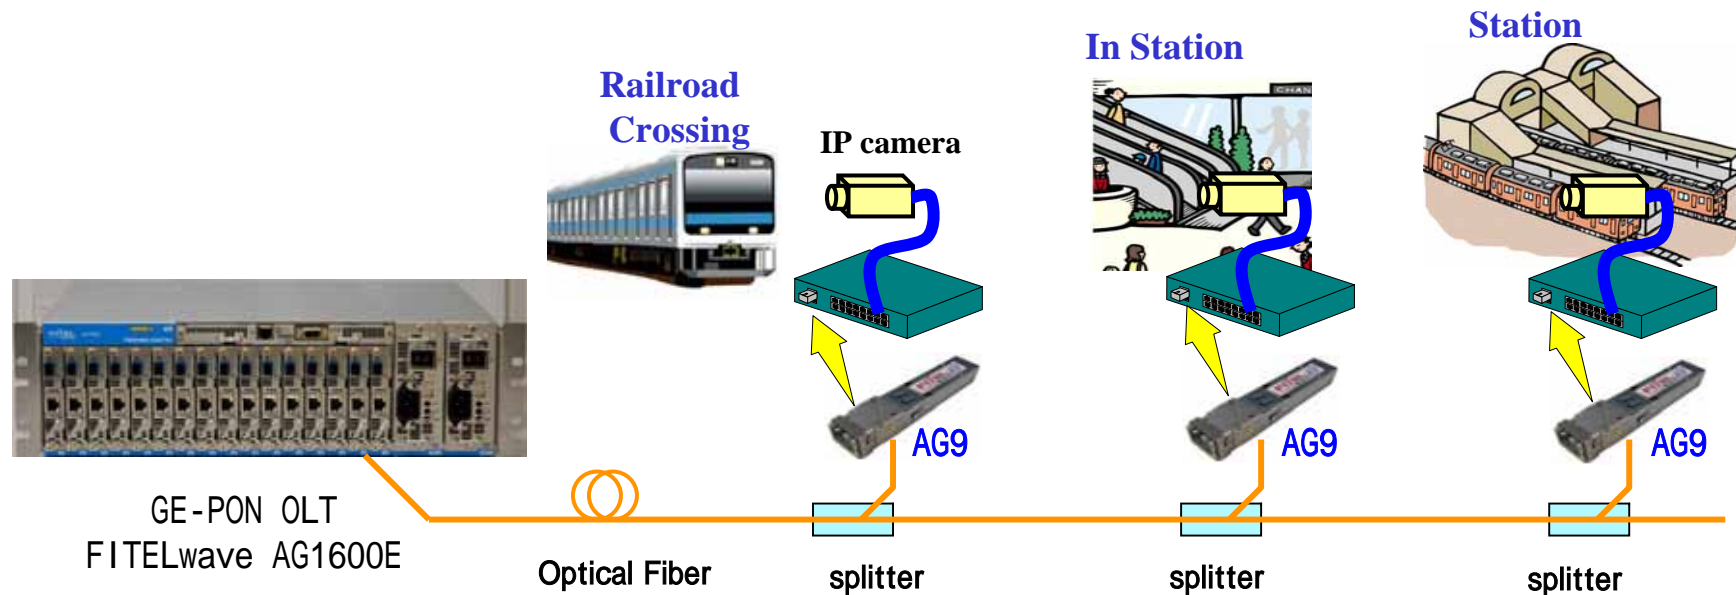 Railroad
Crossing
IP camera
In Station
Station
CHAN
AG9
AG9
AG9
GE-PON OLT
FITELwave AG1600E
Optical Fiber
splitter
splitter
splitter